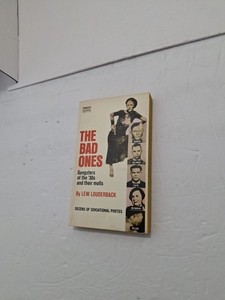 THE
BAD
ONES
Gangsters
of the '30s
and their molls
By LEW LOUDERBACK
DOZENS OF SENSATIONAL PHOTOS